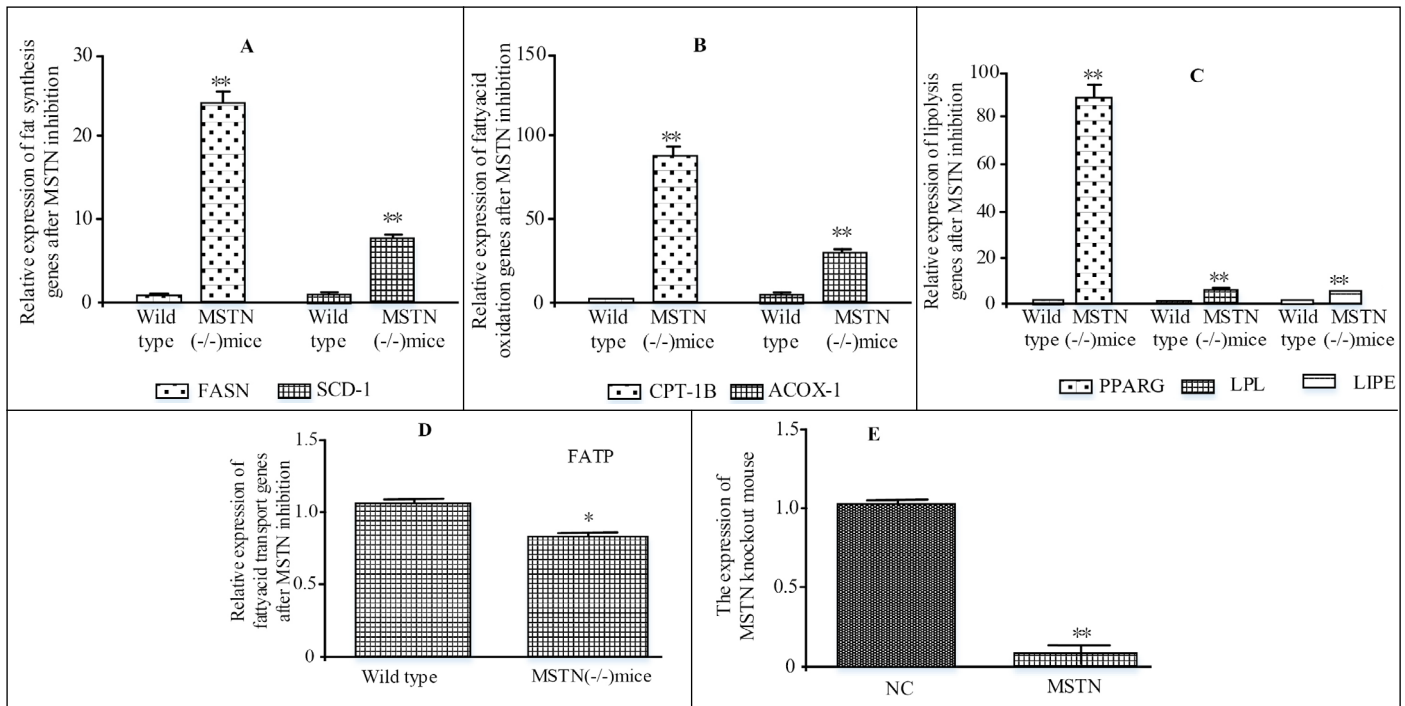 A
Relative expression of fat synthesis
genes after MSTN inhibition
30
20
10
0
**
**
Wild
type
MSTN
(-/-)mice
Wild
type
MSTN
(-/-)mice
FASN
SCD-1
B
Relative expression of fattyacid
oxidation genes after MSTN inhibition
150
100
50
0
**
**
Wild
type
MSTN
(-/-)mice
Wild
type
MSTN
(-/-)mice
CPT-1B
ACOX-1
C
Relative expression of lipolysis
genes after MSTN inhibition
100
80
60
40
20
0
**
**
**
Wild
type
MSTN
(-/-)mice
Wild
type
MSTN
(-/-)mice
Wild
type
MSTN
(-/-)mice
PPARG
LPL
LIPE
D
Relative expression of
fattyacid transport genes
after MSTN inhibition
1.5
1.0
0.5
0
FATP
*
Wild type
MSTN(-/-)mice
E
The expression of
MSTN knockout mouse
1.5
1.0
0.5
0
**
NC
MSTN